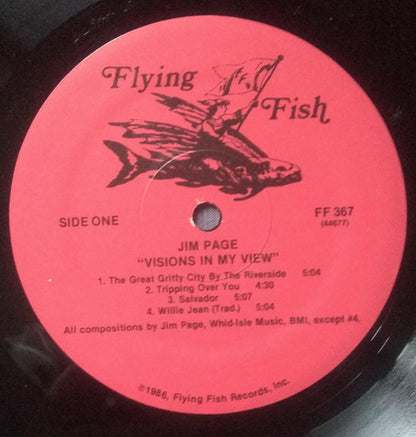 Flying
FF
Fish
SIDE ONE
FF 367
(44677)
JIM PAGE
"VISIONS IN MY VIEW"
1. The Great Gritty City By The Riverside 5:04
2. Tripping Over You 4:30
3. Salvador 5:07
4. Willie Jean (Trad.) 5:04
All compositions by Jim Page, Whid-Isle Music, BMI, except #4.
℗1986, Flying Fish Records, Inc.